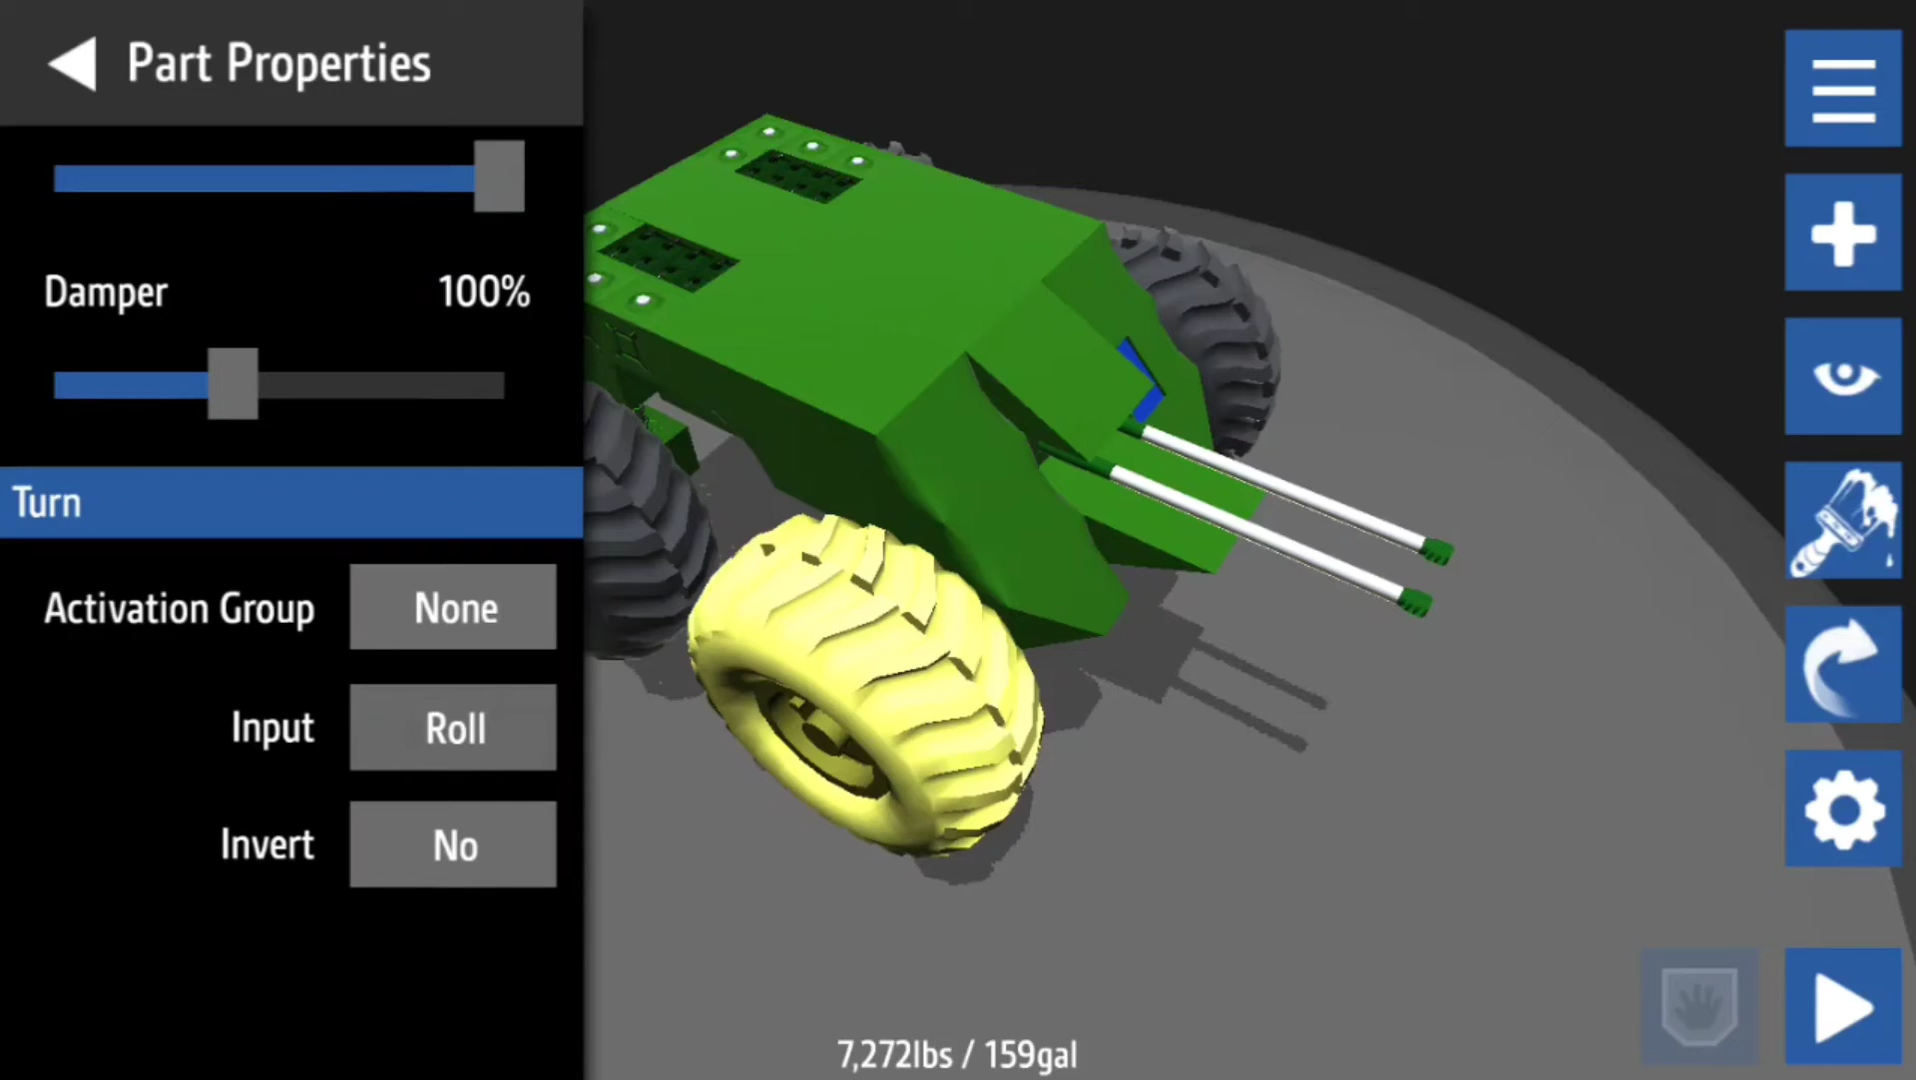 Part Properties
Damper 100%
Turn
Activation Group None
Input Roll
Invert No
7,272lbs / 159gal